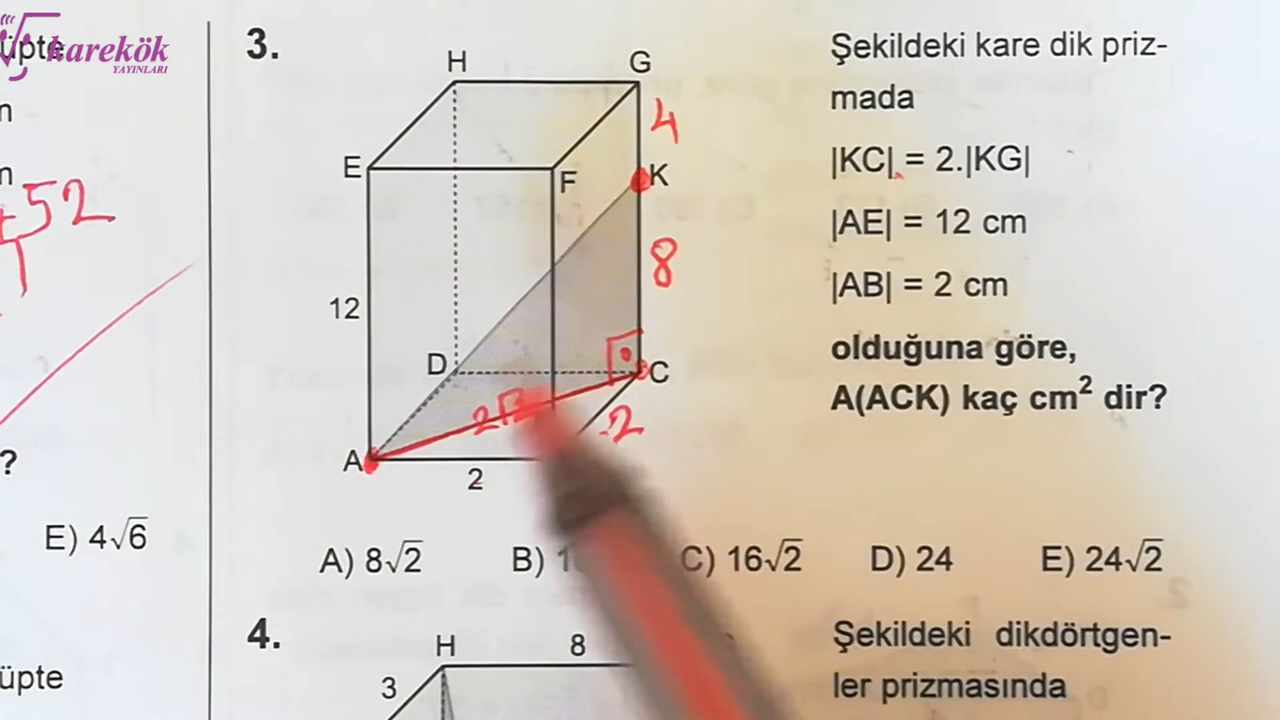 karekök
YAYINLARI
üpte
52
?
E) 4√6
üpte
3.
H
G
4
E
F
K
8
12
D
C
2
A
2
Şekildeki kare dik priz-
mada
|KC| = 2.|KG|
|AE| = 12 cm
|AB| = 2 cm
olduğuna göre,
A(ACK) kaç cm² dir?
A) 8√2
B)
C) 16√2
D) 24
E) 24√2
4.
H
8
3
Şekildeki dikdörtgen-
ler prizmasında